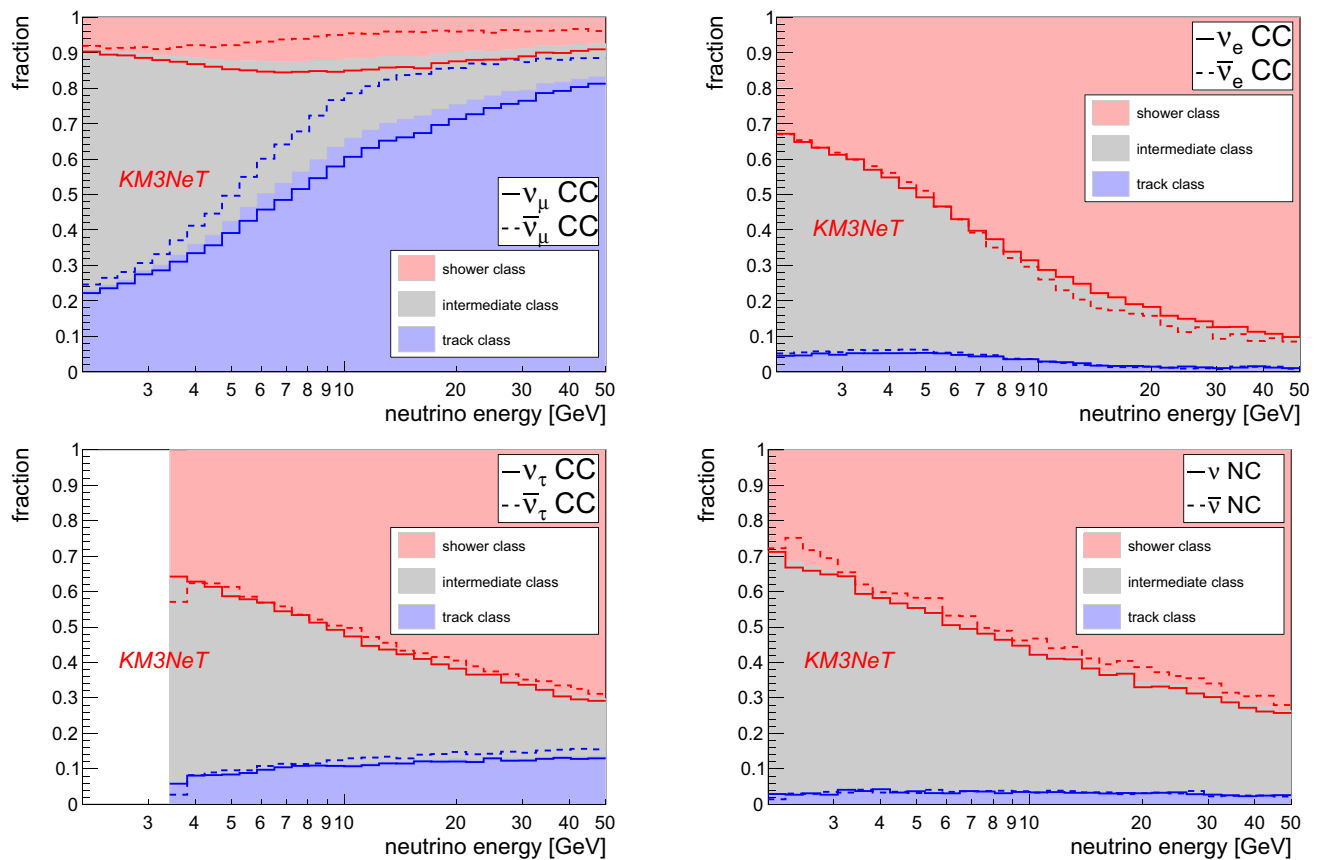 fraction
1
0.9
0.8
0.7
0.6
0.5
0.4
0.3
0.2
0.1
0
KM3NeT
ν_μ CC
ν̅_μ CC
shower class
intermediate class
track class
3 4 5 6 7 8 9 10 20 30 40 50
neutrino energy [GeV]
fraction
1
0.9
0.8
0.7
0.6
0.5
0.4
0.3
0.2
0.1
0
KM3NeT
ν_e CC
ν̅_e CC
shower class
intermediate class
track class
3 4 5 6 7 8 9 10 20 30 40 50
neutrino energy [GeV]
fraction
1
0.9
0.8
0.7
0.6
0.5
0.4
0.3
0.2
0.1
0
KM3NeT
ν_τ CC
ν̅_τ CC
shower class
intermediate class
track class
3 4 5 6 7 8 9 10 20 30 40 50
neutrino energy [GeV]
fraction
1
0.9
0.8
0.7
0.6
0.5
0.4
0.3
0.2
0.1
0
KM3NeT
ν NC
ν̅ NC
shower class
intermediate class
track class
3 4 5 6 7 8 9 10 20 30 40 50
neutrino energy [GeV]